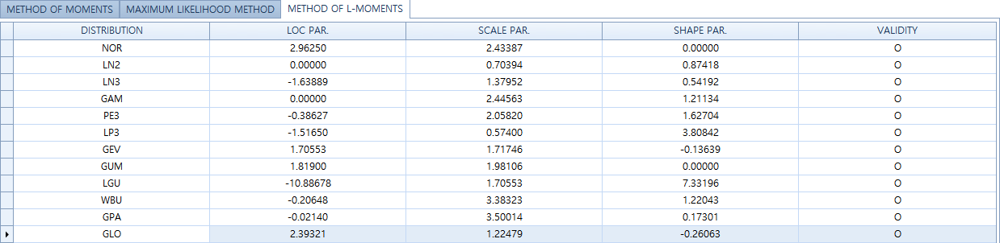 METHOD OF MOMENTS MAXIMUM LIKELIHOOD METHOD METHOD OF L-MOMENTS
DISTRIBUTION LOC PAR. SCALE PAR. SHAPE PAR. VALIDITY
NOR 2.96250 2.43387 0.00000 O
LN2 0.00000 0.70394 0.87418 O
LN3 -1.63889 1.37952 0.54192 O
GAM 0.00000 2.44563 1.21134 O
PE3 -0.38627 2.05820 1.62704 O
LP3 -1.51650 0.57400 3.80842 O
GEV 1.70553 1.71746 -0.13639 O
GUM 1.81900 1.98106 0.00000 O
LGU -10.88678 1.70553 7.33196 O
WBU -0.20648 3.38323 1.22043 O
GPA -0.02140 3.50014 0.17301 O
GLO 2.39321 1.22479 -0.26063 O